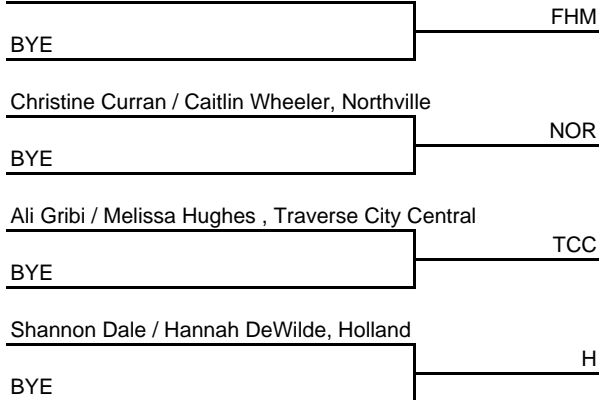 FHM
BYE
Christine Curran / Caitlin Wheeler, Northville
NOR
BYE
Ali Gribi / Melissa Hughes , Traverse City Central
TCC
BYE
Shannon Dale / Hannah DeWilde, Holland
H
BYE